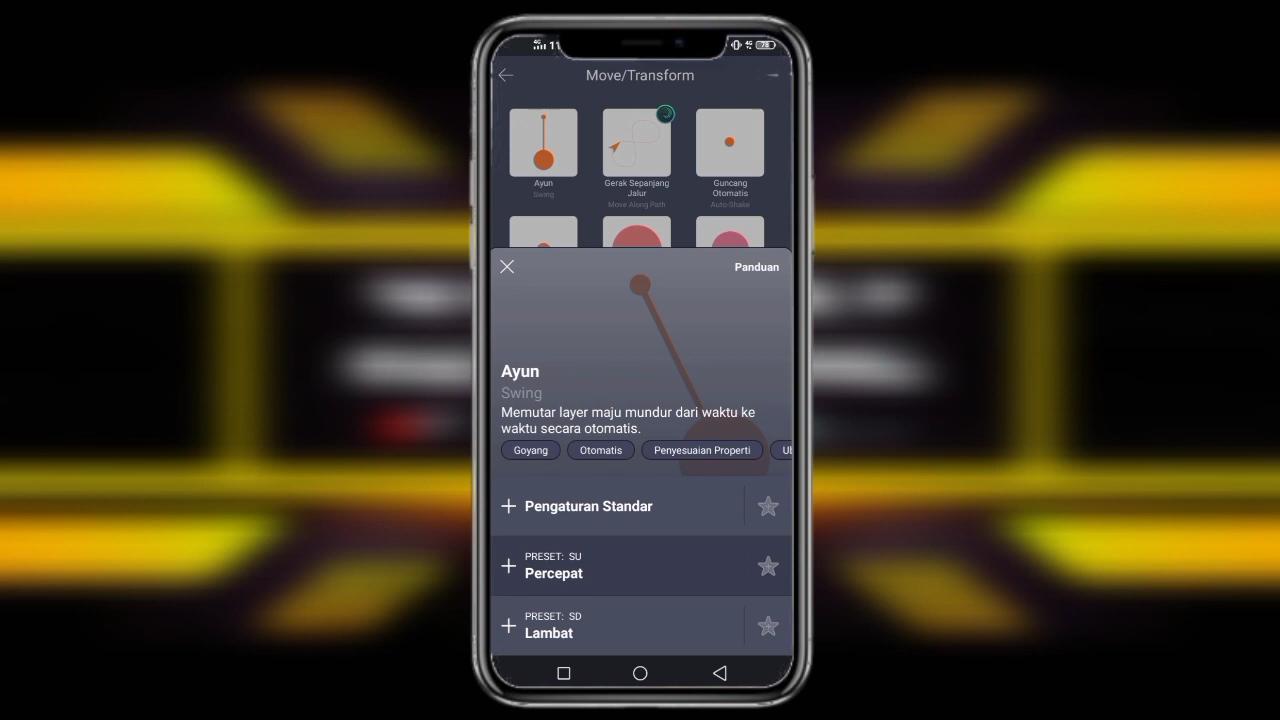 11
78
Move/Transform
Ayun
Swing
Gerak Sepanjang
Jalur
Move Along Path
Guncang
Otomatis
Auto-Shake
Panduan
Ayun
Swing
Memutar layer maju mundur dari waktu ke
waktu secara otomatis.
Goyang
Otomatis
Penyesuaian Properti
Pengaturan Standar
PRESET: SU
Percepat
PRESET: SD
Lambat